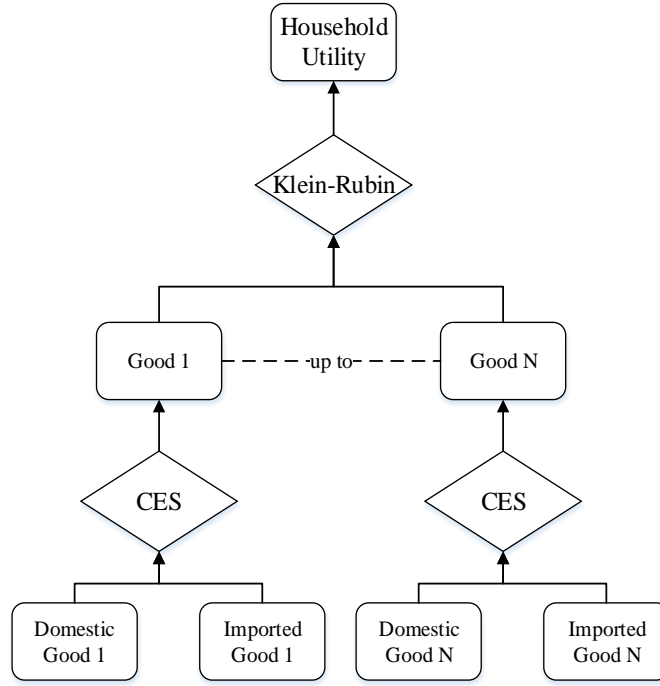 Household
Utility
Klein-Rubin
Good 1
up to
Good N
CES
CES
Domestic
Good 1
Imported
Good 1
Domestic
Good N
Imported
Good N